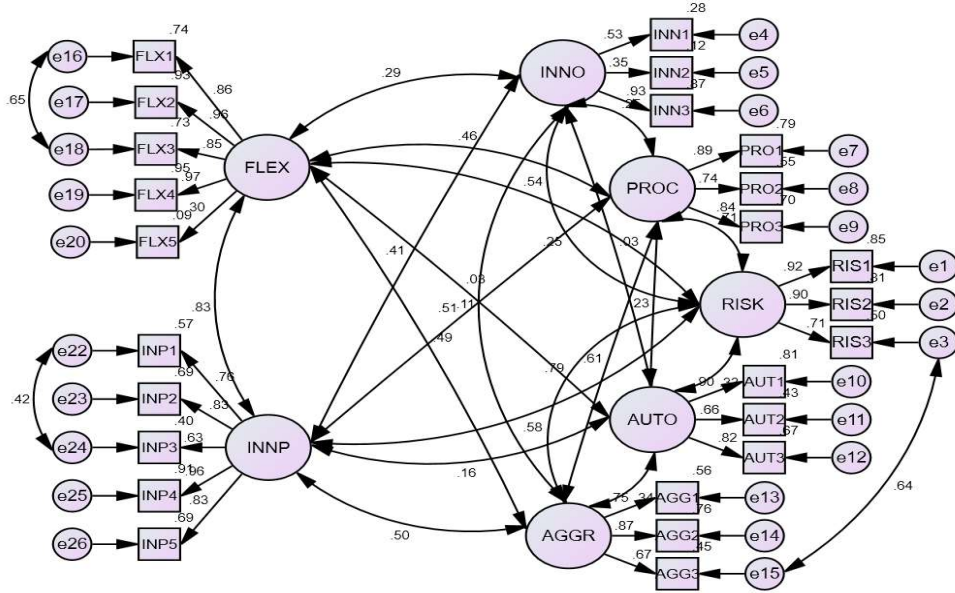 .28
.74
.53
INN1
e4
e16
FLX1
.12
INNO
.35
INN2
e5
.93
.29
.87
.86
.93
INN3
e6
.65
e17
FLX2
.25
.96
.73
.46
.79
.89
PRO1
e7
e18
FLX3
.85
FLEX
.55
.95
.54
PROC
.74
PRO2
e8
.97
.70
e19
FLX4
.84
.09
.30
.71
PRO3
e9
e20
FLX5
.41
.25
.03
.85
.92
RIS1
e1
.81
.03
RISK
.90
RIS2
e2
.83
.51
.11
.23
.50
.57
.49
.71
RIS3
e3
e22
INP1
.61
.81
.69
.76
.79
.90
.22
AUT1
e10
.42
e23
INP2
.83
.43
.40
AUTO
.66
AUT2
e11
.63
.58
.67
e24
INP3
INNP
.82
AUT3
e12
.91
.96
.16
.56
.64
e25
INP4
.83
.75
.34
AGG1
e13
.69
.76
.50
AGGR
.87
AGG2
e14
e26
INP5
.45
.67
AGG3
e15